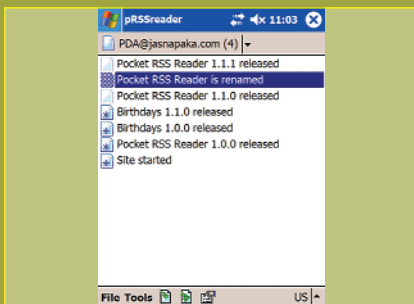 pRSSreader 11:03
PDA@jasnapaka.com (4)
Pocket RSS Reader 1.1.1 released
Pocket RSS Reader is renamed
Pocket RSS Reader 1.1.0 released
Birthdays 1.1.0 released
Birthdays 1.0.0 released
Pocket RSS Reader 1.0.0 released
Site started
File Tools US